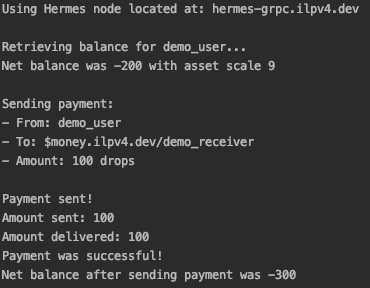 Using Hermes node located at: hermes-grpc.ilpv4.dev
Retrieving balance for demo_user...
Net balance was -200 with asset scale 9
Sending payment:
- From: demo_user
- To: $money.ilpv4.dev/demo_receiver
- Amount: 100 drops
Payment sent!
Amount sent: 100
Amount delivered: 100
Payment was successful!
Net balance after sending payment was -300